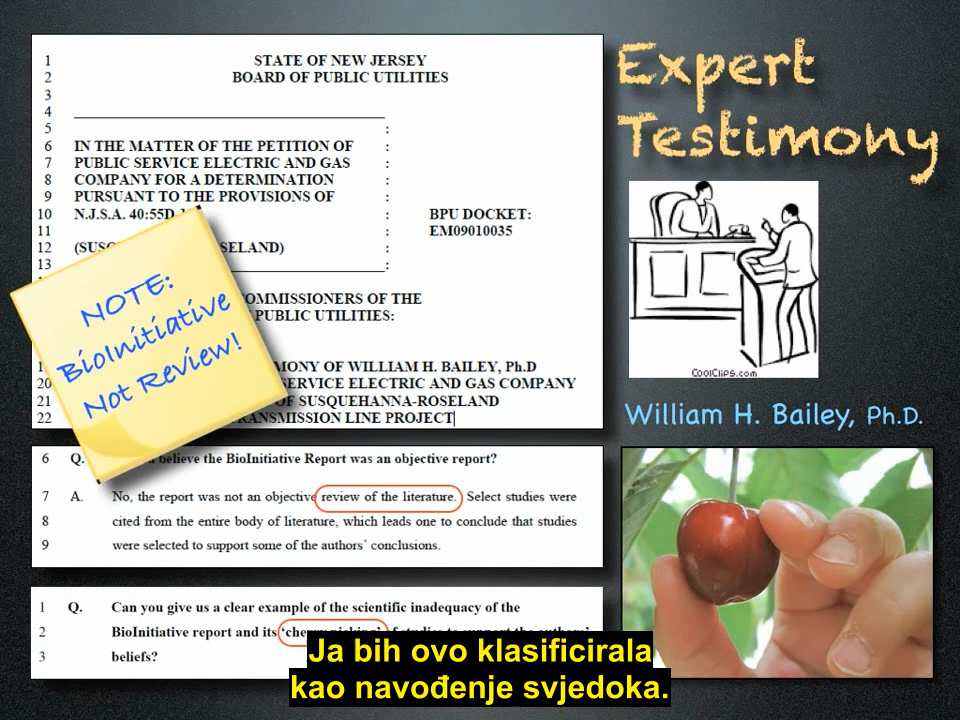 Expert
Testimony
1 STATE OF NEW JERSEY
2 BOARD OF PUBLIC UTILITIES
3
4
5 :
6 IN THE MATTER OF THE PETITION OF :
7 PUBLIC SERVICE ELECTRIC AND GAS :
8 COMPANY FOR A DETERMINATION :
9 PURSUANT TO THE PROVISIONS OF :
10 N.J.S.A. 40:55D : BPU DOCKET:
11 : EM09010035
12 :
13 :
COMMISSIONERS OF THE
PUBLIC UTILITIES:
WILLIAM H. BAILEY, Ph.D
20 SERVICE ELECTRIC AND GAS COMPANY
21 OF SUSQUEHANNA-ROSELAND
22 TRANSMISSION LINE PROJECT
NOTE:
BioInitiative
Not Review!
CoolClips.com
William H. Bailey, Ph.D.
6 Q. believe the BioInitiative Report was an objective report?
7 A. No, the report was not an objective review of the literature. Select studies were
8 cited from the entire body of literature, which leads one to conclude that studies
9 were selected to support some of the authors' conclusions.
1 Q. Can you give us a clear example of the scientific inadequacy of the
2 BioInitiative report and its
3 beliefs?
Ja bih ovo klasificirala
kao navođenje svjedoka.